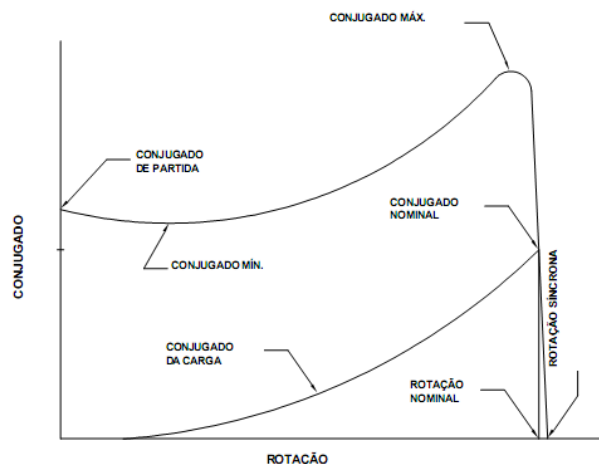 CONJUGADO MÁX.
CONJUGADO
DE PARTIDA
CONJUGADO
NOMINAL
CONJUGADO MÍN.
CONJUGADO
ROTAÇÃO SÍNCRONA
CONJUGADO
DA CARGA
ROTAÇÃO
NOMINAL
ROTAÇÃO